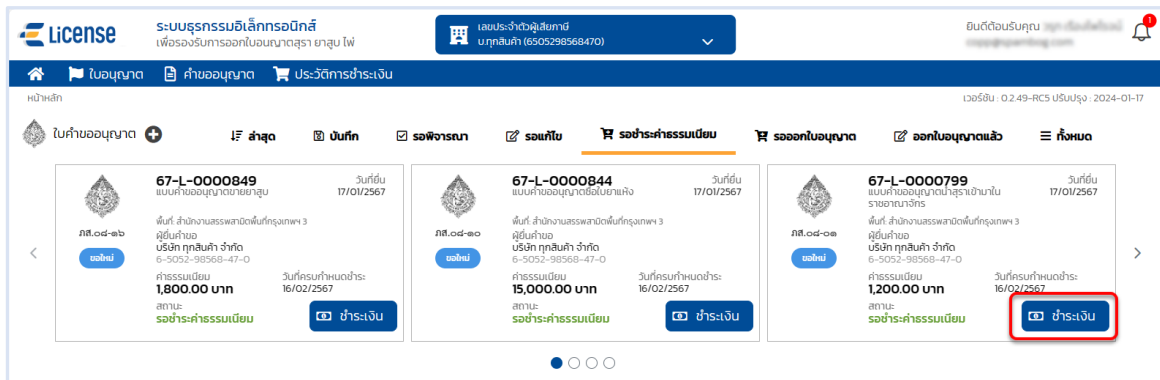 License
ระบบธุรกรรมอิเล็กทรอนิกส์
เพื่อรองรับการออกใบอนุญาตสุรา ยาสูบ ไพ่
เลขประจำตัวผู้เสียภาษี
บ.ทุกสินค้า (6505298568470)
ยินดีต้อนรับคุณ
1
ใบอนุญาต คำขออนุญาต ประวัติการชำระเงิน
หน้าหลัก
เวอร์ชัน : 0.2.49-RC5 ปรับปรุง : 2024-01-17
ใบคำขออนุญาต ล่าสุด บันทึก รอพิจารณา รอแก้ไข รอชำระค่าธรรมเนียม รอออกใบอนุญาต ออกใบอนุญาตแล้ว ทั้งหมด
67-L-0000849 วันที่ยื่น
แบบคำขออนุญาตขายยาสูบ 17/01/2567
พื้นที่ สำนักงานสรรพสามิตพื้นที่กรุงเทพฯ 3
ภส.๐๘-๑๖
ผู้ยื่นคำขอ
บริษัท ทุกสินค้า จำกัด
6-5052-98568-47-0
ขอใหม่
ค่าธรรมเนียม วันที่ครบกำหนดชำระ
1,800.00 บาท 16/02/2567
สถานะ
รอชำระค่าธรรมเนียม
ชำระเงิน
67-L-0000844 วันที่ยื่น
แบบคำขออนุญาตซื้อใบยาแห้ง 17/01/2567
พื้นที่ สำนักงานสรรพสามิตพื้นที่กรุงเทพฯ 3
ภส.๐๘-๑๐
ผู้ยื่นคำขอ
บริษัท ทุกสินค้า จำกัด
6-5052-98568-47-0
ขอใหม่
ค่าธรรมเนียม วันที่ครบกำหนดชำระ
15,000.00 บาท 16/02/2567
สถานะ
รอชำระค่าธรรมเนียม
ชำระเงิน
67-L-0000799 วันที่ยื่น
แบบคำขออนุญาตนำสุราเข้ามาใน 17/01/2567
ราชอาณาจักร
พื้นที่ สำนักงานสรรพสามิตพื้นที่กรุงเทพฯ 3
ภส.๐๘-๐๑
ผู้ยื่นคำขอ
บริษัท ทุกสินค้า จำกัด
6-5052-98568-47-0
ขอใหม่
ค่าธรรมเนียม วันที่ครบกำหนดชำระ
1,200.00 บาท 16/02/2567
สถานะ
รอชำระค่าธรรมเนียม
ชำระเงิน